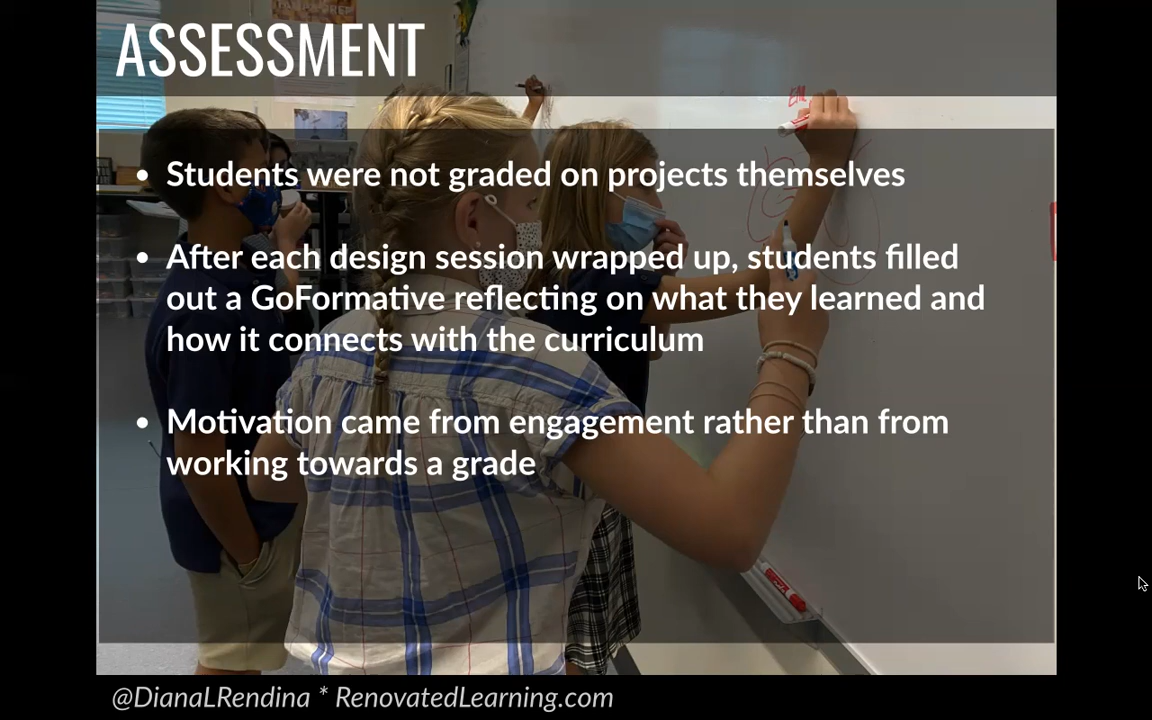 ASSESSMENT
• Students were not graded on projects themselves
• After each design session wrapped up, students filled
out a GoFormative reflecting on what they learned and
how it connects with the curriculum
• Motivation came from engagement rather than from
working towards a grade
@DianaLRendina * RenovatedLearning.com